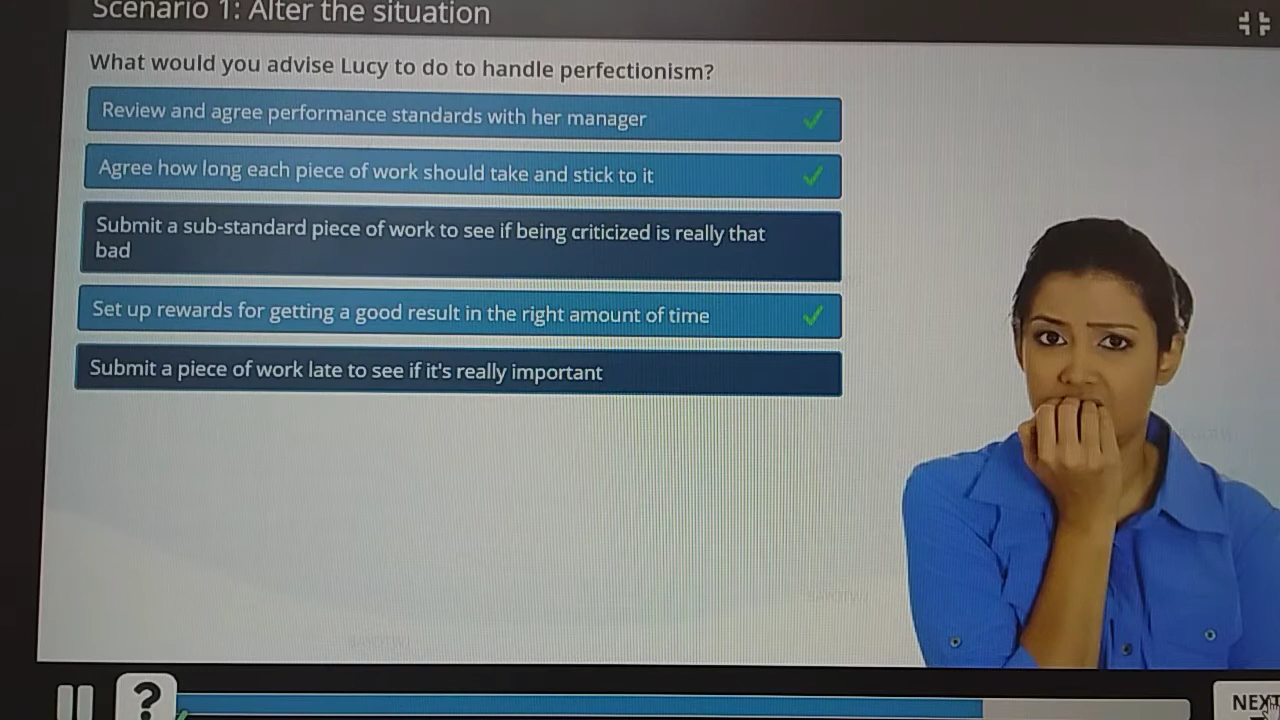 Scenario 1: Alter the situation
What would you advise Lucy to do to handle perfectionism?
Review and agree performance standards with her manager
Agree how long each piece of work should take and stick to it
Submit a sub-standard piece of work to see if being criticized is really that
bad
Set up rewards for getting a good result in the right amount of time
Submit a piece of work late to see if it's really important
?
NEXT